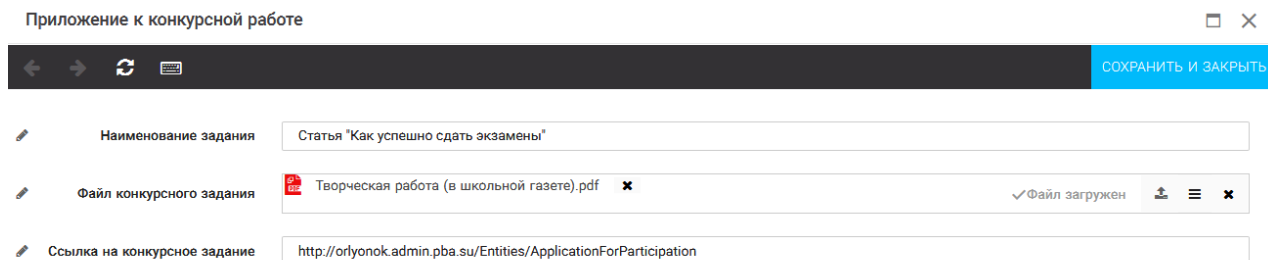 Приложение к конкурсной работе
СОХРАНИТЬ И ЗАКРЫТЬ
Наименование задания Статья "Как успешно сдать экзамены"
Файл конкурсного задания Творческая работа (в школьной газете).pdf Файл загружен
Ссылка на конкурсное задание http://orlyonok.admin.pba.su/Entities/ApplicationForParticipation